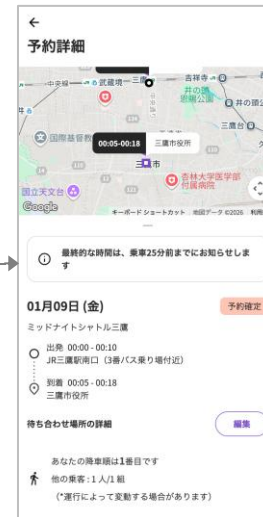 ←
予約詳細
中央線
武蔵境
三鷹
吉祥寺
井の頭
恩賜公園
三鷹台
国際基督教
00:05-00:18 三鷹市役所
三鷹市
杏林大学医学部
付属病院
国立天文台
Google
キーボード ショートカット 地図データ ©2026 利用
最終的な時間は、乗車25分前までにお知らせしま
す
01月09日 (金) 予約確定
ミッドナイトシャトル三鷹
出発 00:00 - 00:10
JR三鷹駅南口（3番バス乗り場付近）
到着 00:05 - 00:18
三鷹市役所
待ち合わせ場所の詳細 編集
あなたの降車順は1番目です
他の乗客 : 1人/1 組
(*運行によって変動する場合があります)